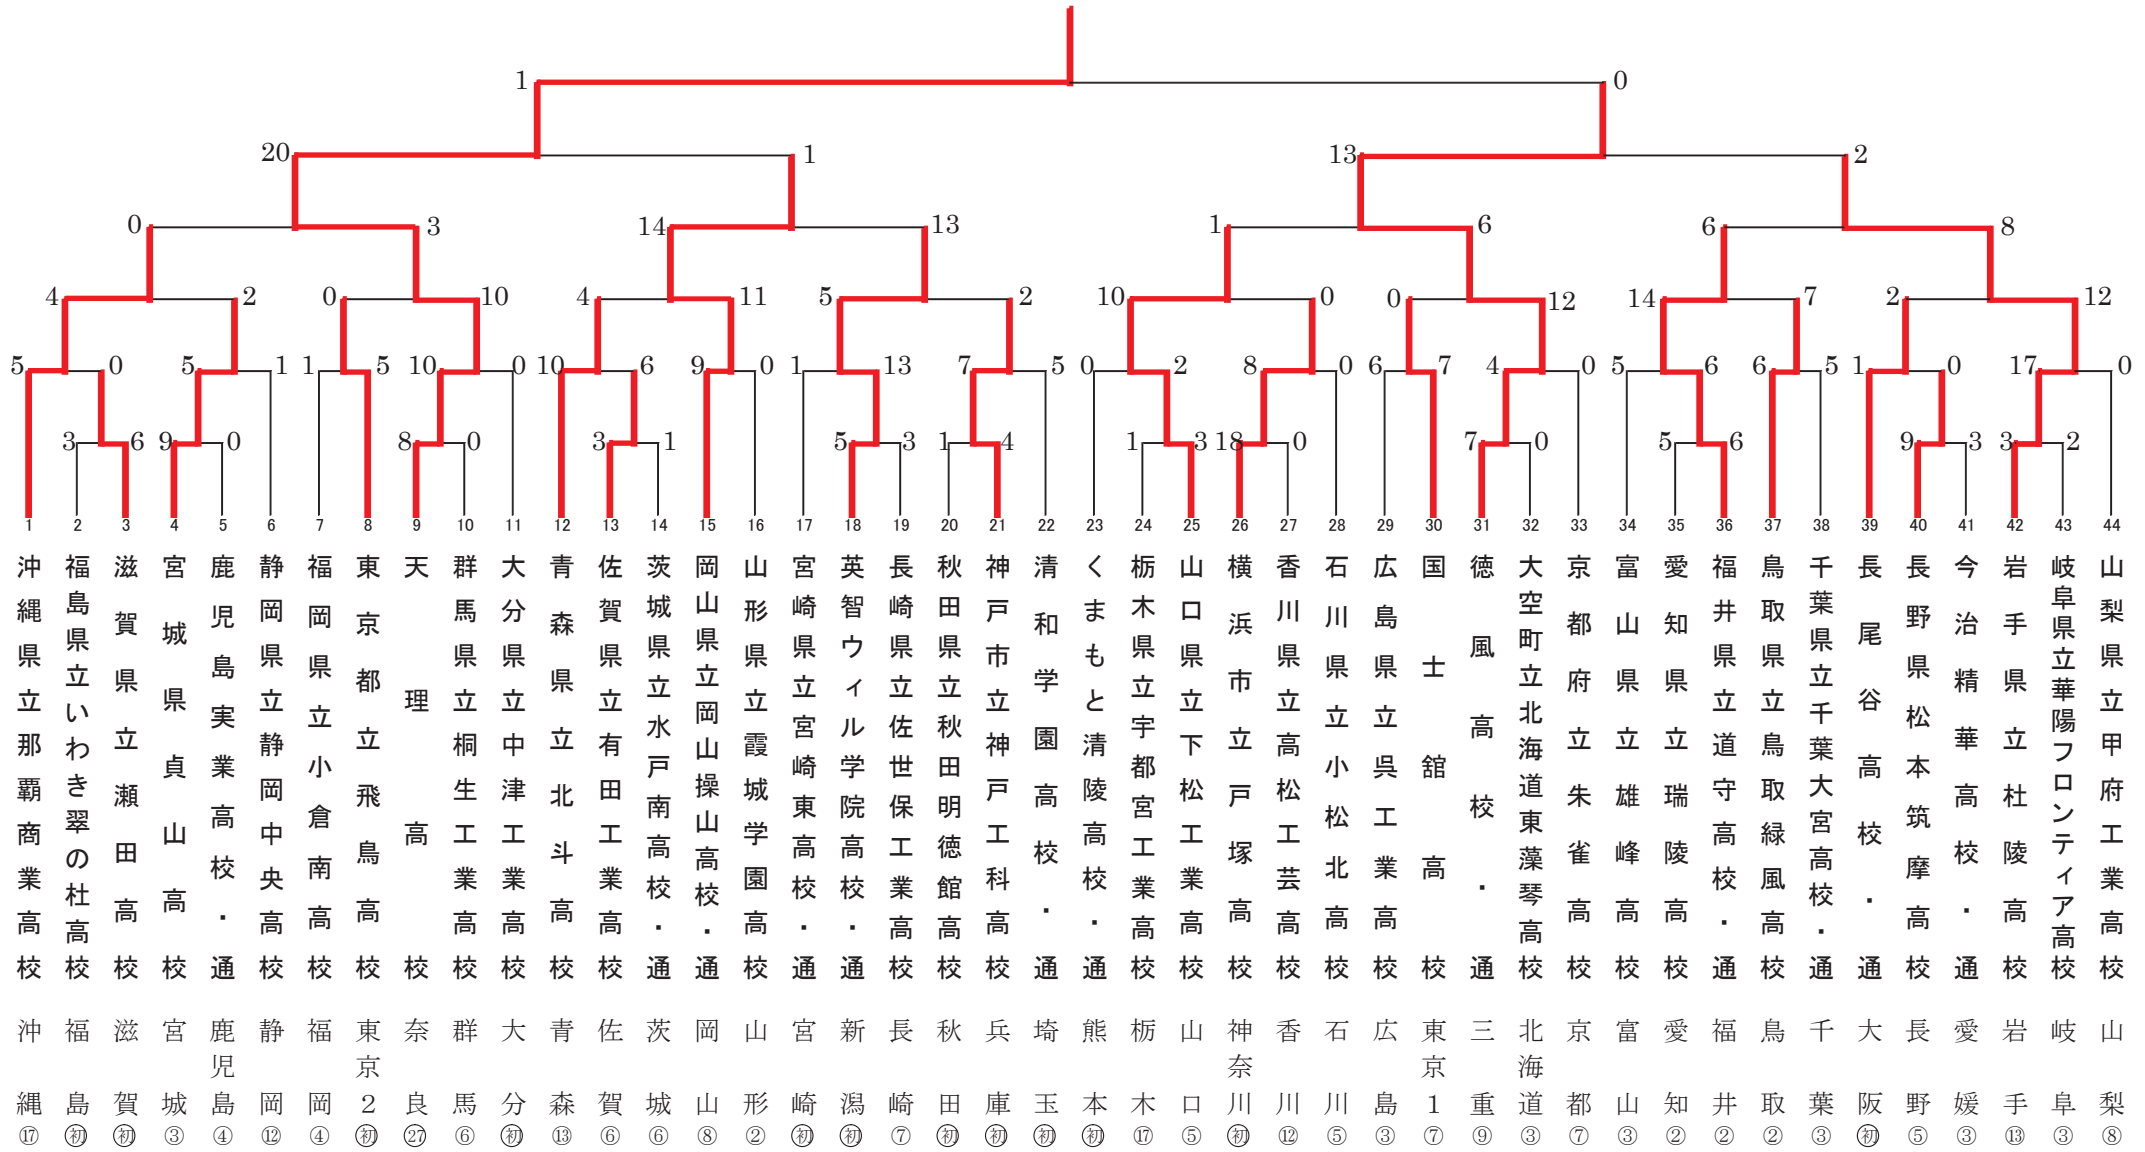 1 0
20 1 13 2
0 3 14 13 1 6 6 8
4 2 0 10 4 11 5 2 10 0 0 12 14 7 2 12
5 0 5 1 1 5 10 0 10 6 9 0 1 13 7 5 0 2 8 0 6 7 4 0 5 6 6 5 1 0 17 0
3 6 9 0 8 0 3 1 5 3 1 4 1 3 18 0 7 0 5 6 9 3 3 2
1 2 3 4 5 6 7 8 9 10 11 12 13 14 15 16 17 18 19 20 21 22 23 24 25 26 27 28 29 30 31 32 33 34 35 36 37 38 39 40 41 42 43 44
沖縄県立那覇商業高校
福島県立いわき翠の杜高校
滋賀県立瀬田高校
宮城県貞山高校
鹿児島実業高校・通
静岡県立静岡中央高校
福岡県立小倉南高校
東京都立飛鳥高校
天理高校
群馬県立桐生工業高校
大分県立中津工業高校
青森県立北斗高校
佐賀県立有田工業高校
茨城県立水戸南高校・通
岡山県立岡山操山高校・通
山形県立霞城学園高校
宮崎県立宮崎東高校・通
英智ウィル学院高校・通
長崎県立佐世保工業高校
秋田県立秋田明徳館高校
神戸市立神戸工科高校
清和学園高校・通
くまもと清陵高校・通
栃木県立宇都宮工業高校
山口県立下松工業高校
横浜市立戸塚高校
香川県立高松工芸高校
石川県立小松北高校
広島県立呉工業高校
国士舘高校
徳風高校・通
大空町立北海道東藻琴高校
京都府立朱雀高校
富山県立雄峰高校
愛知県立瑞陵高校
福井県立道守高校・通
鳥取県立鳥取緑風高校
千葉県立千葉大宮高校・通
長尾谷高校・通
長野県松本筑摩高校
今治精華高校・通
岩手県立杜陵高校
岐阜県立華陽フロンティア高校
山梨県立甲府工業高校
沖縄 福島 滋賀 宮城 鹿児島 静岡 福岡 東京2 奈良 群馬 大分 青森 佐賀 茨城 岡山 山形 宮崎 新潟 長崎 秋田 兵庫 埼玉 熊本 栃木 山口 神奈川 香川 石川 広島 東京1 三重 北海道 京都 富山 愛知 福井 鳥取 千葉 大阪 長野 愛媛 岩手 岐阜 山梨
⑰ 初 初 ③ ④ ⑫ ④ 初 ㉗ ⑥ 初 ⑬ ⑥ ⑥ ⑧ ② 初 初 ⑦ 初 初 初 初 ⑰ ⑤ 初 ⑫ ⑤ ③ ⑦ ⑨ ③ ⑦ ③ ② ② ② ③ 初 ⑤ ③ ⑬ ③ ⑧